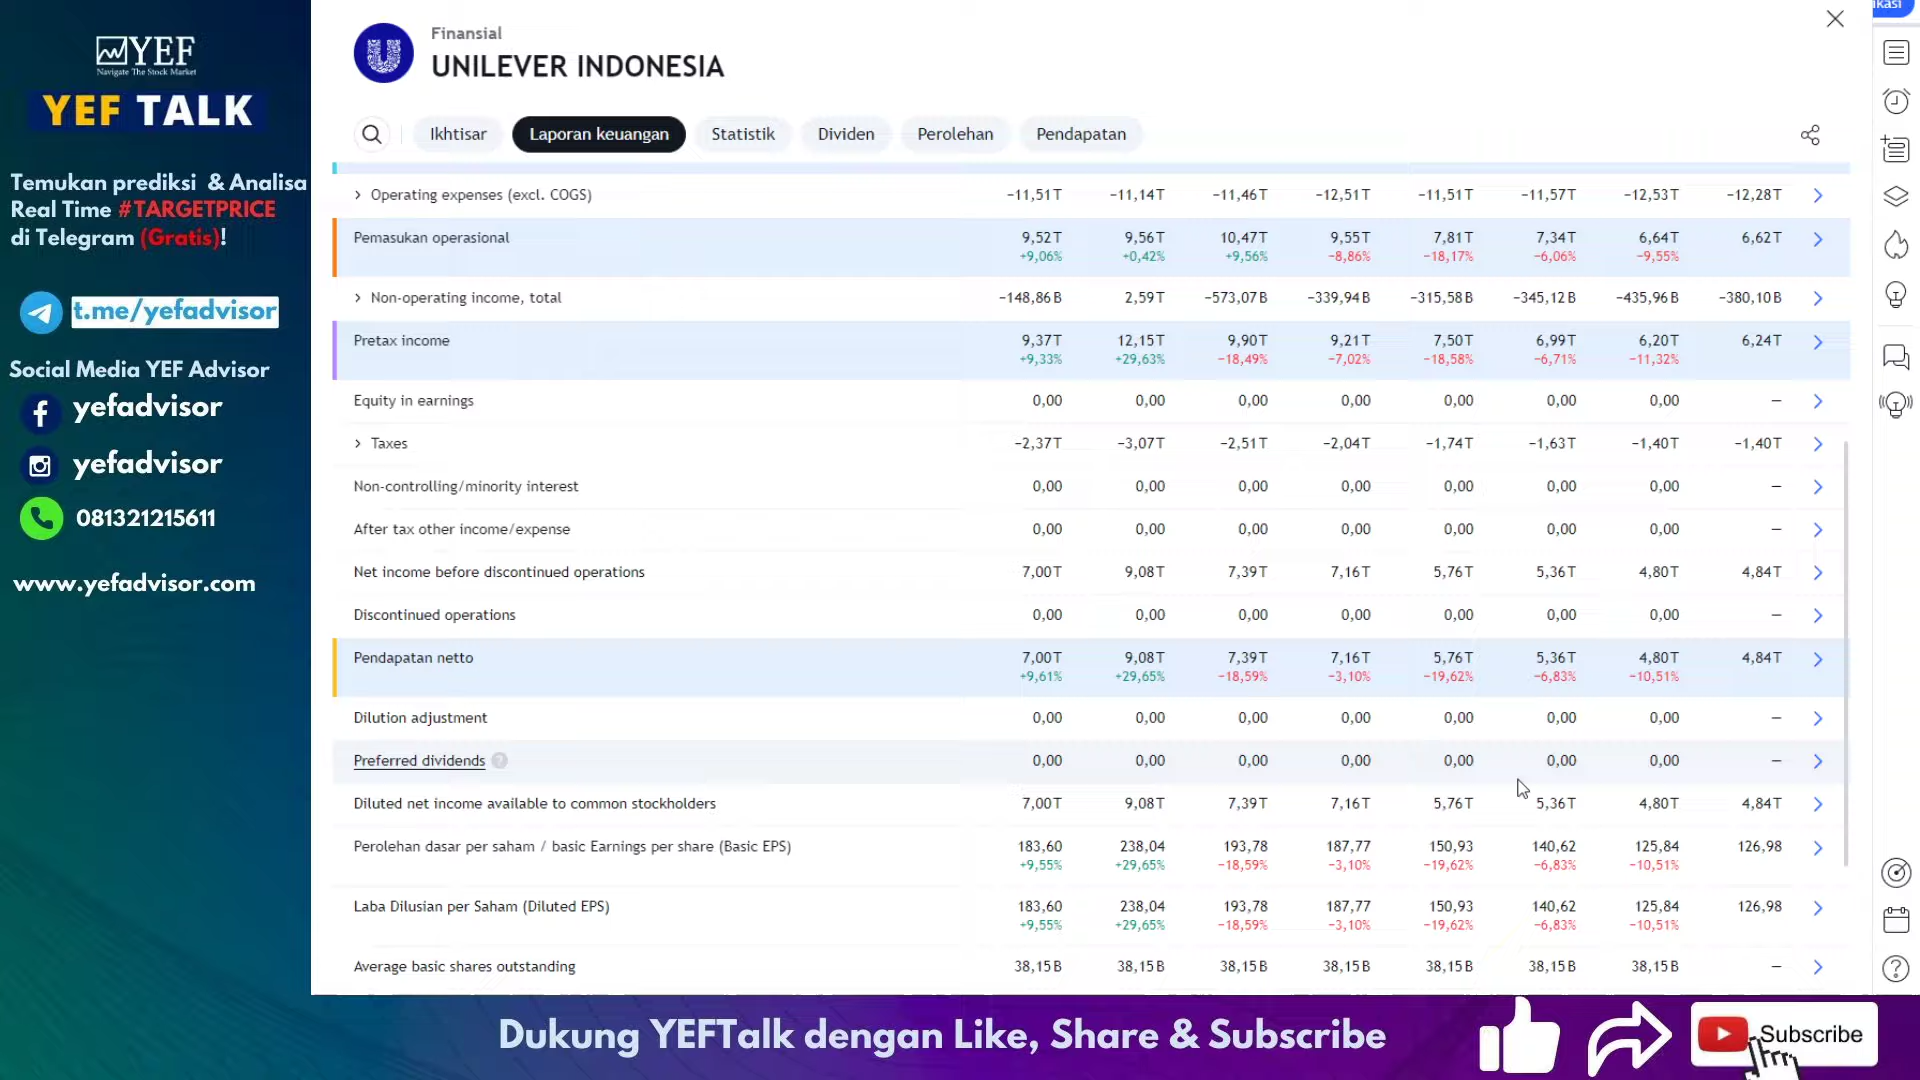 YEF
Navigate The Stock Market
YEF TALK
Temukan prediksi & Analisa
Real Time #TARGETPRICE
di Telegram (Gratis)!
t.me/yefadvisor
Social Media YEF Advisor
yefadvisor
yefadvisor
081321215611
www.yefadvisor.com
Finansial
UNILEVER INDONESIA
Ikhtisar Laporan keuangan Statistik Dividen Perolehan Pendapatan
Operating expenses (excl. COGS) −11,51T −11,14T −11,46T −12,51T −11,51T −11,57T −12,53T −12,28T
Pemasukan operasional 9,52T 9,56T 10,47T 9,55T 7,81T 7,34T 6,64T 6,62T
+9,06% +0,42% +9,56% −8,86% −18,17% −6,06% −9,55%
Non-operating income, total −148,86B 2,59T −573,07B −339,94B −315,58B −345,12B −435,96B −380,10B
Pretax income 9,37T 12,15T 9,90T 9,21T 7,50T 6,99T 6,20T 6,24T
+9,33% +29,63% −18,49% −7,02% −18,58% −6,71% −11,32%
Equity in earnings 0,00 0,00 0,00 0,00 0,00 0,00 0,00 —
Taxes −2,37T −3,07T −2,51T −2,04T −1,74T −1,63T −1,40T −1,40T
Non-controlling/minority interest 0,00 0,00 0,00 0,00 0,00 0,00 0,00 —
After tax other income/expense 0,00 0,00 0,00 0,00 0,00 0,00 0,00 —
Net income before discontinued operations 7,00T 9,08T 7,39T 7,16T 5,76T 5,36T 4,80T 4,84T
Discontinued operations 0,00 0,00 0,00 0,00 0,00 0,00 0,00 —
Pendapatan netto 7,00T 9,08T 7,39T 7,16T 5,76T 5,36T 4,80T 4,84T
+9,61% +29,65% −18,59% −3,10% −19,62% −6,83% −10,51%
Dilution adjustment 0,00 0,00 0,00 0,00 0,00 0,00 0,00 —
Preferred dividends 0,00 0,00 0,00 0,00 0,00 0,00 0,00 —
Diluted net income available to common stockholders 7,00T 9,08T 7,39T 7,16T 5,76T 5,36T 4,80T 4,84T
Perolehan dasar per saham / basic Earnings per share (Basic EPS) 183,60 238,04 193,78 187,77 150,93 140,62 125,84 126,98
+9,55% +29,65% −18,59% −3,10% −19,62% −6,83% −10,51%
Laba Dilusian per Saham (Diluted EPS) 183,60 238,04 193,78 187,77 150,93 140,62 125,84 126,98
+9,55% +29,65% −18,59% −3,10% −19,62% −6,83% −10,51%
Average basic shares outstanding 38,15B 38,15B 38,15B 38,15B 38,15B 38,15B 38,15B —
Dukung YEFTalk dengan Like, Share & Subscribe
Subscribe